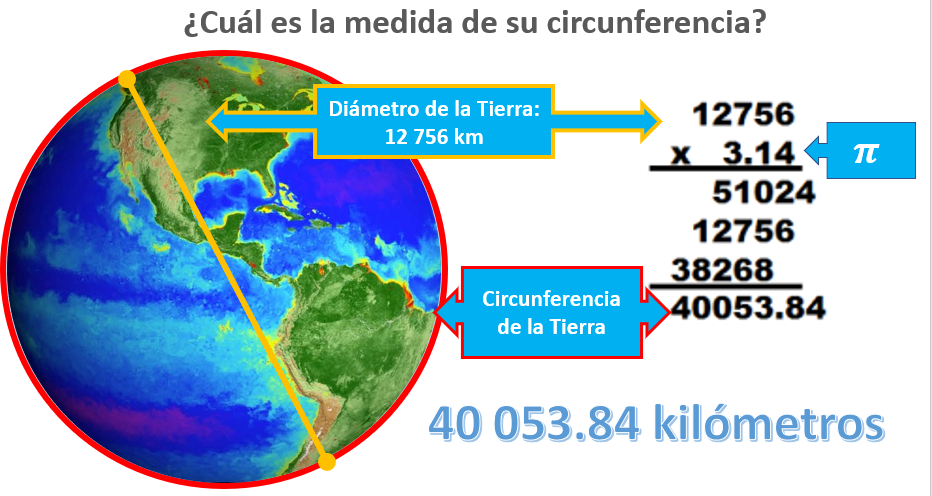 ¿Cuál es la medida de su circunferencia?
Diámetro de la Tierra:
12 756 km
12756
x 3.14
π
51024
12756
38268
40053.84
Circunferencia
de la Tierra
40 053.84 kilómetros